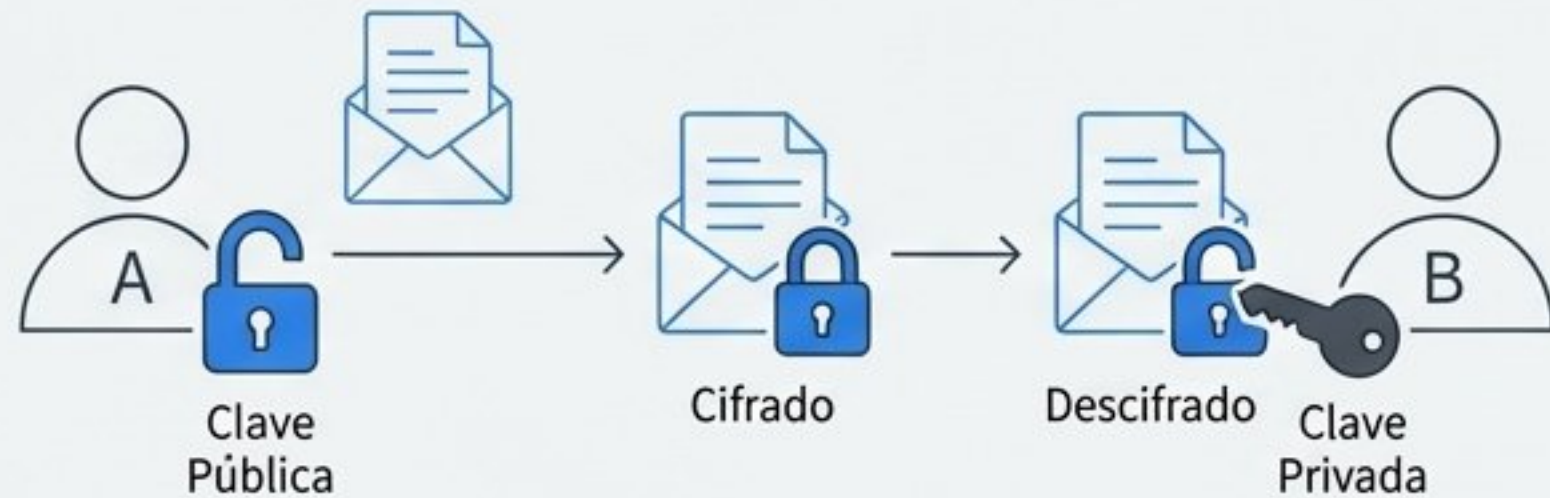 A
Clave
Pública
Cifrado
Descifrado
Clave
Privada
B